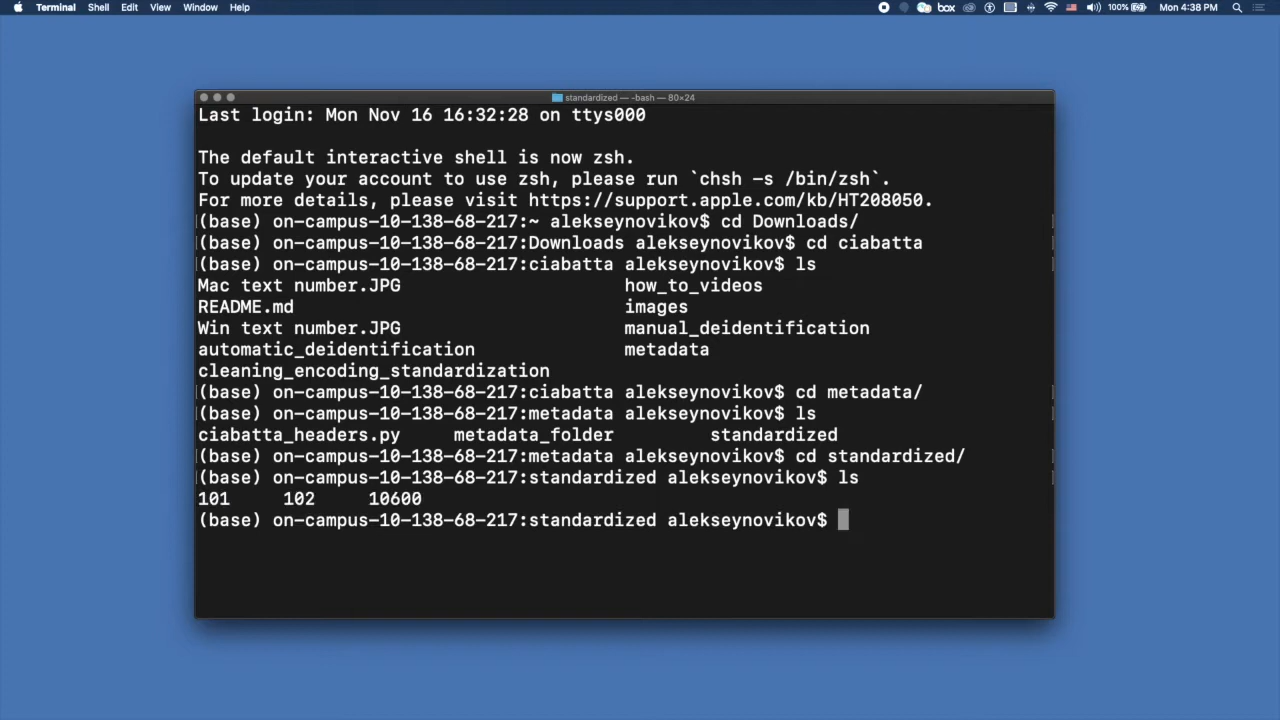 Terminal Shell Edit View Window Help box 100% Mon 4:38 PM
standardized — -bash — 80×24
Last login: Mon Nov 16 16:32:28 on ttys000
The default interactive shell is now zsh.
To update your account to use zsh, please run `chsh -s /bin/zsh`.
For more details, please visit https://support.apple.com/kb/HT208050.
(base) on-campus-10-138-68-217:~ alekseynovikov$ cd Downloads/
(base) on-campus-10-138-68-217:Downloads alekseynovikov$ cd ciabatta
(base) on-campus-10-138-68-217:ciabatta alekseynovikov$ ls
Mac text number.JPG how_to_videos
README.md images
Win text number.JPG manual_deidentification
automatic_deidentification metadata
cleaning_encoding_standardization
(base) on-campus-10-138-68-217:ciabatta alekseynovikov$ cd metadata/
(base) on-campus-10-138-68-217:metadata alekseynovikov$ ls
ciabatta_headers.py metadata_folder standardized
(base) on-campus-10-138-68-217:metadata alekseynovikov$ cd standardized/
(base) on-campus-10-138-68-217:standardized alekseynovikov$ ls
101 102 10600
(base) on-campus-10-138-68-217:standardized alekseynovikov$